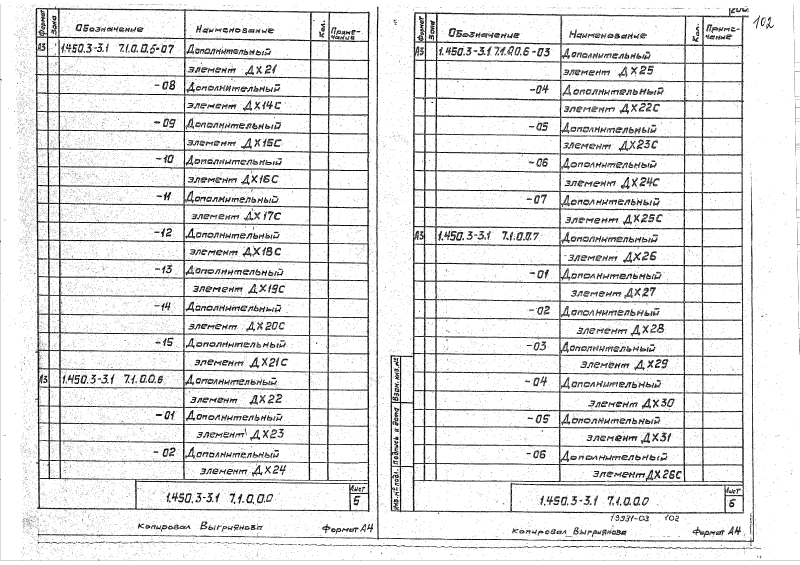 Формат Зона Обозначение Наименование Кол. Приме-чание
А3 1.450.3-3.1 7.1.0.0.6-07 Дополнительный
элемент ДХ21
-08 Дополнительный
элемент ДХ14С
-09 Дополнительный
элемент ДХ15С
-10 Дополнительный
элемент ДХ16С
-11 Дополнительный
элемент ДХ17С
-12 Дополнительный
элемент ДХ18С
-13 Дополнительный
элемент ДХ19С
-14 Дополнительный
элемент ДХ20С
-15 Дополнительный
элемент ДХ21С
А3 1.450.3-3.1 7.1.0.0.6 Дополнительный
элемент ДХ22
-01 Дополнительный
элемент ДХ23
-02 Дополнительный
элемент ДХ24
1.450.3-3.1 7.1.0.0.0
Лист
5
Копировал Выгриянова Формат А4
102
Формат Зона Обозначение Наименование Кол. Приме-чание
А3 1.450.3-3.1 7.1.0.0.6-03 Дополнительный
элемент ДХ25
-04 Дополнительный
элемент ДХ22С
-05 Дополнительный
элемент ДХ23С
-06 Дополнительный
элемент ДХ24С
-07 Дополнительный
элемент ДХ25С
А3 1.450.3-3.1 7.1.0.0.7 Дополнительный
элемент ДХ26
-01 Дополнительный
элемент ДХ27
-02 Дополнительный
элемент ДХ28
-03 Дополнительный
элемент ДХ29
-04 Дополнительный
элемент ДХ30
-05 Дополнительный
элемент ДХ31
-06 Дополнительный
элемент ДХ26С
Инв.№ подл. Подпись и дата Взам.инв.№
1.450.3-3.1 7.1.0.0.0
Лист
6
19931-03 102
Копировал Выгриянова Формат А4